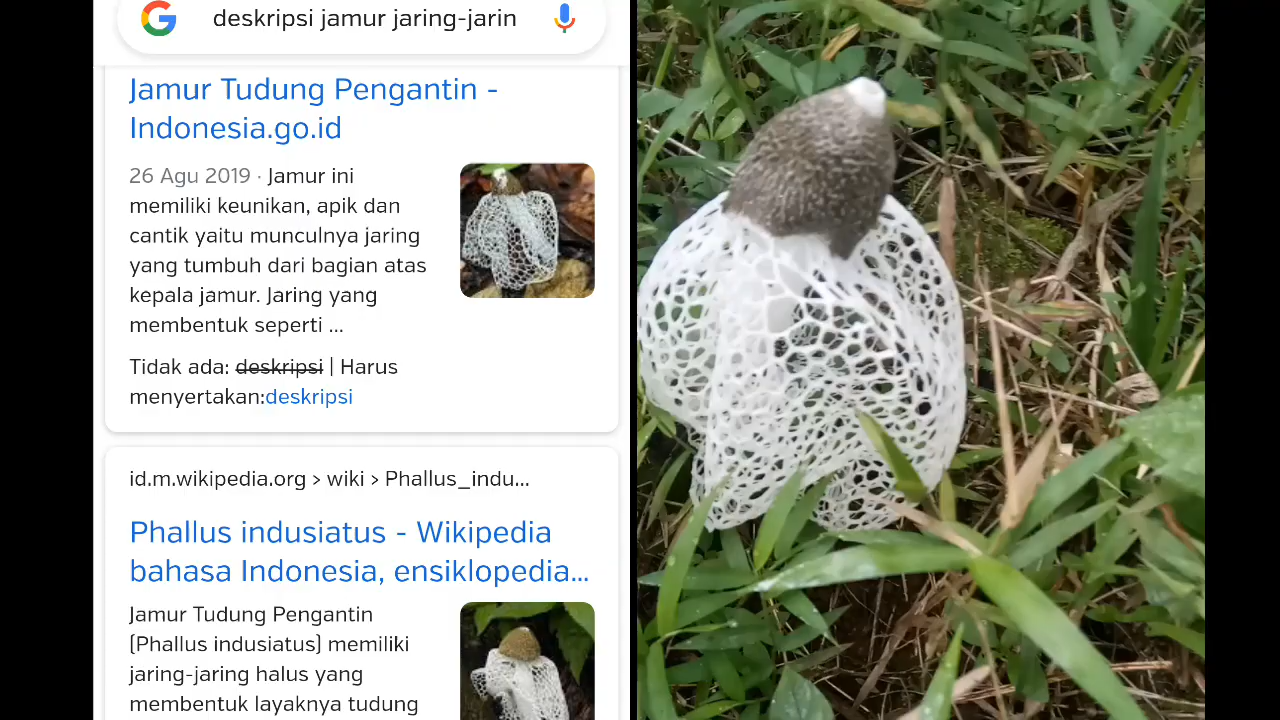 deskripsi jamur jaring-jarin
Jamur Tudung Pengantin -
Indonesia.go.id
26 Agu 2019 · Jamur ini
memiliki keunikan, apik dan
cantik yaitu munculnya jaring
yang tumbuh dari bagian atas
kepala jamur. Jaring yang
membentuk seperti ...
Tidak ada: deskripsi | Harus
menyertakan:deskripsi
id.m.wikipedia.org › wiki › Phallus_indu...
Phallus indusiatus - Wikipedia
bahasa Indonesia, ensiklopedia...
Jamur Tudung Pengantin
(Phallus indusiatus) memiliki
jaring-jaring halus yang
membentuk layaknya tudung